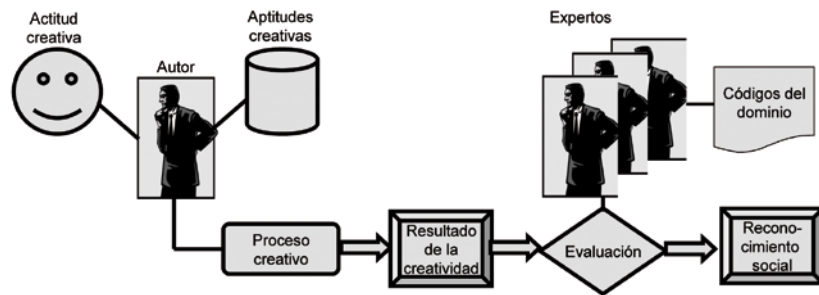 Actitud
creativa
Autor
Aptitudes
creativas
Expertos
Códigos del
dominio
Proceso
creativo
Resultado
de la
creatividad
Evaluación
Recono-
cimiento
social